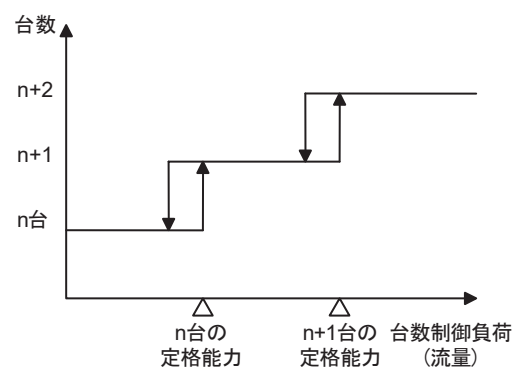 台数
n+2
n+1
n台
n台の
定格能力
n+1台の
定格能力
台数制御負荷
(流量)